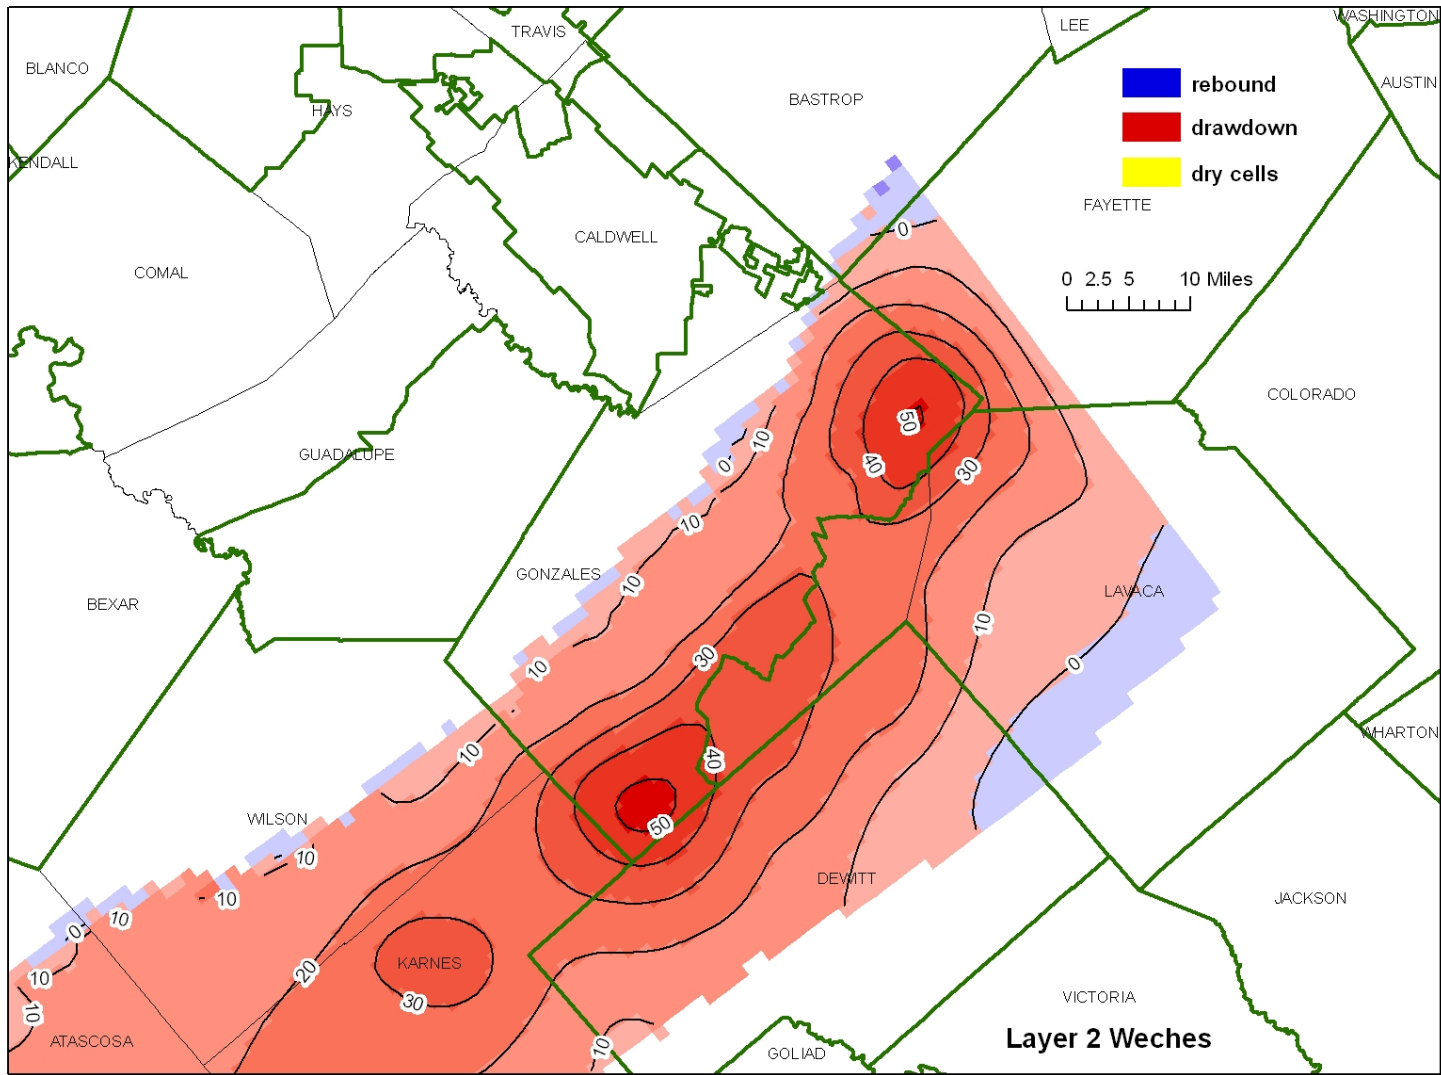 WASHINGTON
LEE
TRAVIS
BLANCO
rebound
AUSTIN
BASTROP
HAYS
drawdown
KENDALL
dry cells
FAYETTE
0
CALDWELL
COMAL
0 2.5 5 10 Miles
COLORADO
50
10
GUADALUPE
40
0
30
10
GONZALES
10
LAVACA
BEXAR
10
30
0
10
WHARTON
10
40
WILSON
50
10
DEWITT
10
JACKSON
10
0
KARNES
20
10
30
VICTORIA
10
ATASCOSA
Layer 2 Weches
10
GOLIAD